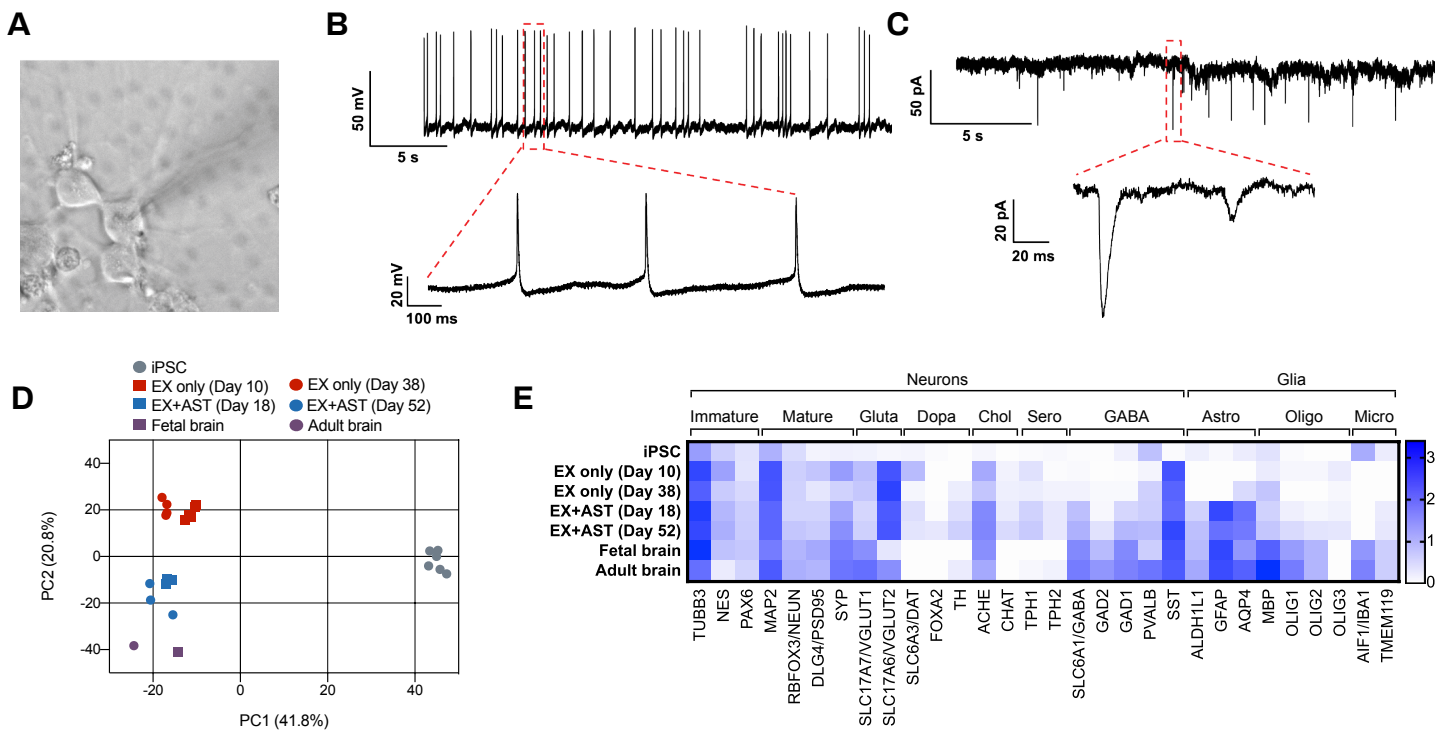 A
B
50 mV
5 s
20 mV
100 ms
C
50 pA
5 s
20 pA
20 ms
D
iPSC
EX only (Day 10)
EX only (Day 38)
EX+AST (Day 18)
EX+AST (Day 52)
Fetal brain
Adult brain
PC2 (20.8%)
40
20
0
-20
-40
-20
0
20
40
PC1 (41.8%)
E
Neurons
Glia
Immature
Mature
Gluta
Dopa
Chol
Sero
GABA
Astro
Oligo
Micro
iPSC
EX only (Day 10)
EX only (Day 38)
EX+AST (Day 18)
EX+AST (Day 52)
Fetal brain
Adult brain
3
2
1
0
TUBB3
NES
PAX6
MAP2
RBFOX3/NEUN
DLG4/PSD95
SYP
SLC17A7/VGLUT1
SLC17A6/VGLUT2
SLC6A3/DAT
FOXA2
TH
ACHE
CHAT
TPH1
TPH2
SLC6A1/GABA
GAD2
GAD1
PVALB
SST
ALDH1L1
GFAP
AQP4
MBP
OLIG1
OLIG2
OLIG3
AIF1/IBA1
TMEM119